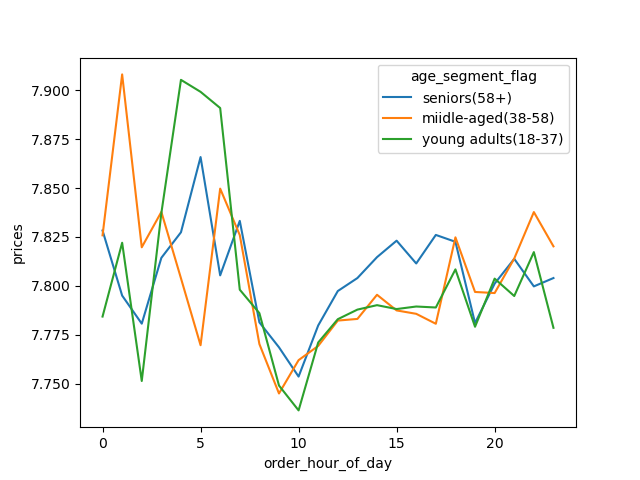 age_segment_flag
seniors(58+)
miidle-aged(38-58)
young adults(18-37)
7.900
7.875
7.850
7.825
7.800
7.775
7.750
prices
0 5 10 15 20
order_hour_of_day